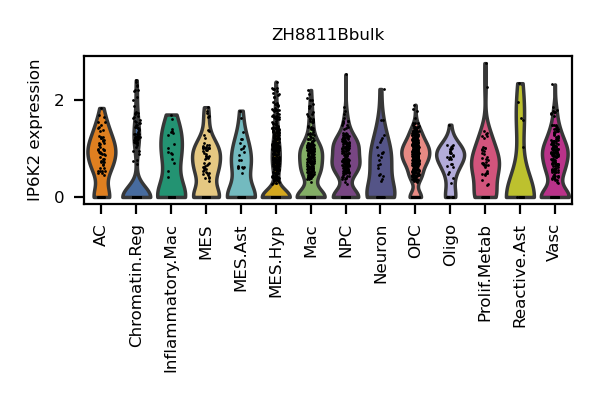 ZH8811Bbulk
IP6K2 expression
2
0
AC
Chromatin.Reg
Inflammatory.Mac
MES
MES.Ast
MES.Hyp
Mac
NPC
Neuron
OPC
Oligo
Prolif.Metab
Reactive.Ast
Vasc